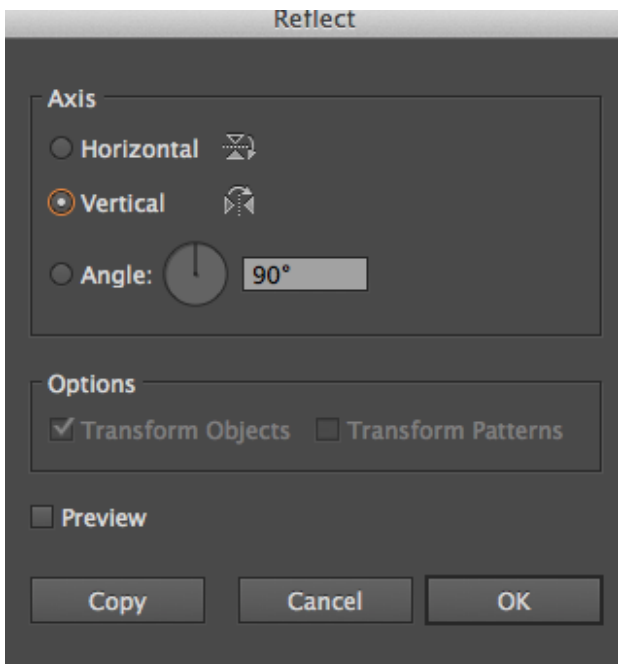 Reflect
Axis
Horizontal
Vertical
Angle: 90°
Options
Transform Objects Transform Patterns
Preview
Copy Cancel OK